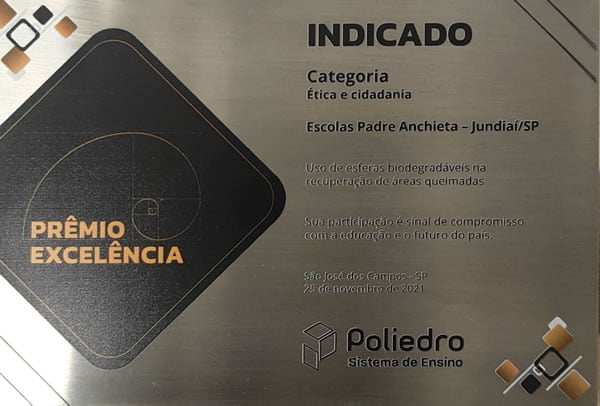 INDICADO
Categoria
Ética e cidadania
Escolas Padre Anchieta – Jundiaí/SP
Uso de esferas biodegradáveis na
recuperação de áreas queimadas
Sua participação é sinal de compromisso
com a educação e o futuro do país.
São José dos Campos - SP
25 de novembro de 2021
Poliedro
Sistema de Ensino
PRÊMIO
EXCELÊNCIA